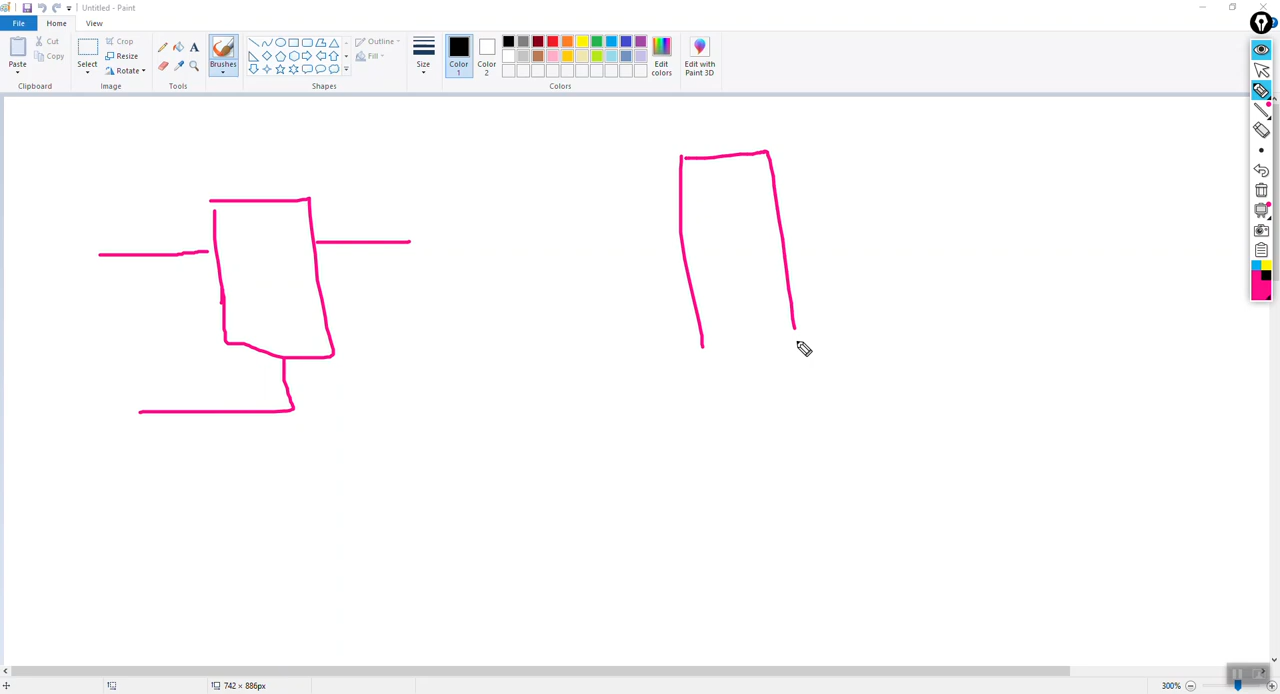 Untitled - Paint
File
Home
View
Paste
Cut
Copy
Clipboard
Select
Crop
Resize
Rotate
Image
A
Tools
Brushes
Outline
Fill
Shapes
Size
Color
1
Color
2
Edit
colors
Edit with
Paint 3D
Colors
742 × 886px
300%